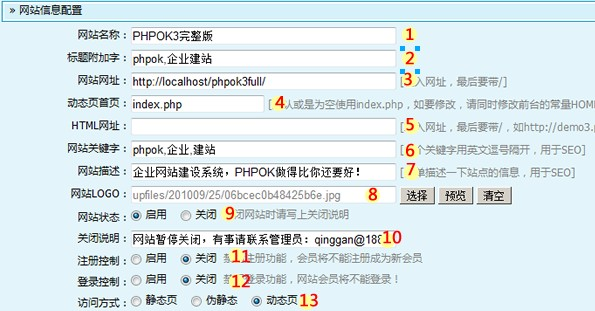 » 网站信息配置
网站名称： PHPOK3完整版 1
标题附加字： phpok,企业建站 2
网站网址： http://localhost/phpok3full/ 3 入网址，最后要带/]
动态页首页： index.php 4 认或是为空使用index.php，如要修改，请同时修改前台的常量HOM
HTML网址： 5 入网址，最后要带/，如http://demo3.p
网站关键字： phpok,企业,建站 6 个关键字用英文逗号隔开，用于SEO]
网站描述： 企业网站建设系统，PHPOK做得比你还要好！ 7 单描述一下站点的信息，用于SEO]
网站LOGO： upfiles/201009/25/06bcec0b48425b6e.jpg 8 选择 预览 清空
网站状态： 启用 关闭 9 闭网站时请写上关闭说明
关闭说明： 网站暂停关闭，有事请联系管理员：qinggan@188 10
注册控制： 启用 关闭 11 注册功能，会员将不能注册成为新会员
登录控制： 启用 关闭 12 登录功能，网站会员将不能登录！
访问方式： 静态页 伪静态 动态页 13